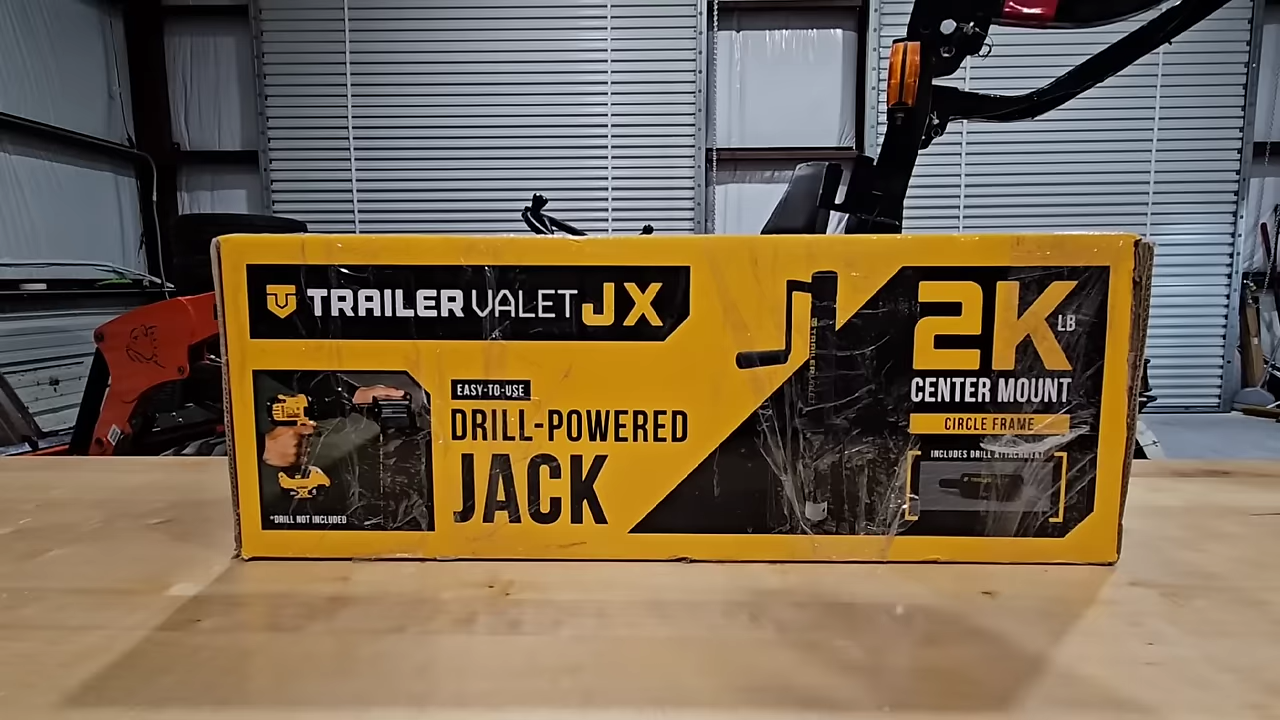 TRAILER VALET JX
EASY-TO-USE
DRILL-POWERED
JACK
*DRILL NOT INCLUDED
TRAILER
2K LB
CENTER MOUNT
CIRCLE FRAME
INCLUDES DRILL ATTACHMENT